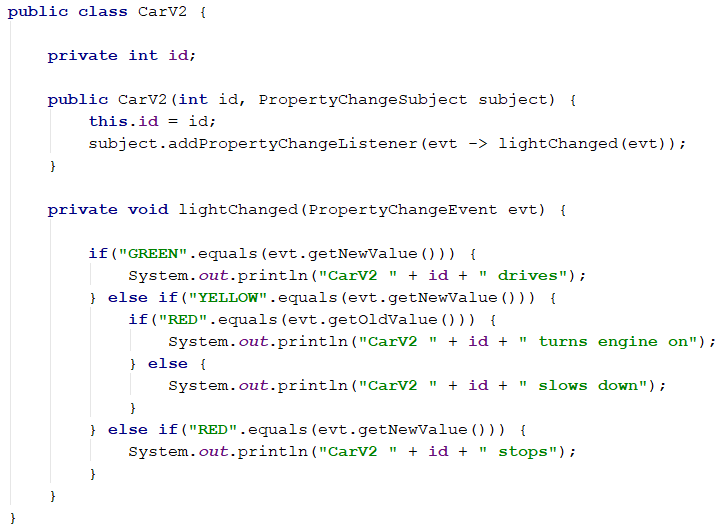 public class CarV2 {
private int id;
public CarV2(int id, PropertyChangeSubject subject) {
this.id = id;
subject.addPropertyChangeListener(evt -> lightChanged(evt));
}
private void lightChanged(PropertyChangeEvent evt) {
if("GREEN".equals(evt.getNewValue())) {
System.out.println("CarV2 " + id + " drives");
} else if("YELLOW".equals(evt.getNewValue())) {
if("RED".equals(evt.getOldValue())) {
System.out.println("CarV2 " + id + " turns engine on");
} else {
System.out.println("CarV2 " + id + " slows down");
}
} else if("RED".equals(evt.getNewValue())) {
System.out.println("CarV2 " + id + " stops");
}
}
}